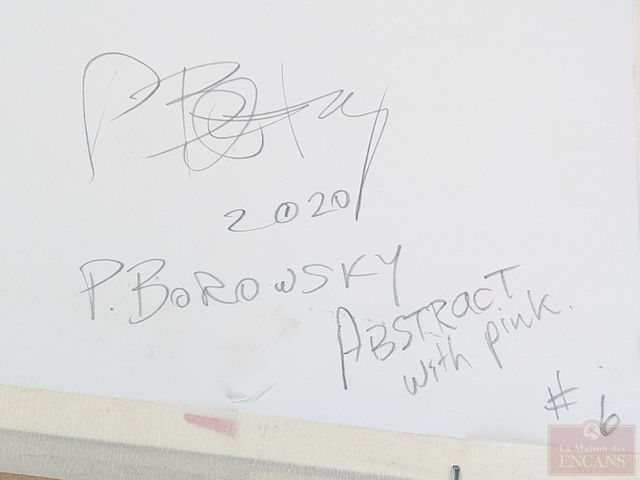 2020
P. BOROWSKY
ABSTRACT
with pink.
# 6
La Maison des
ENCANS